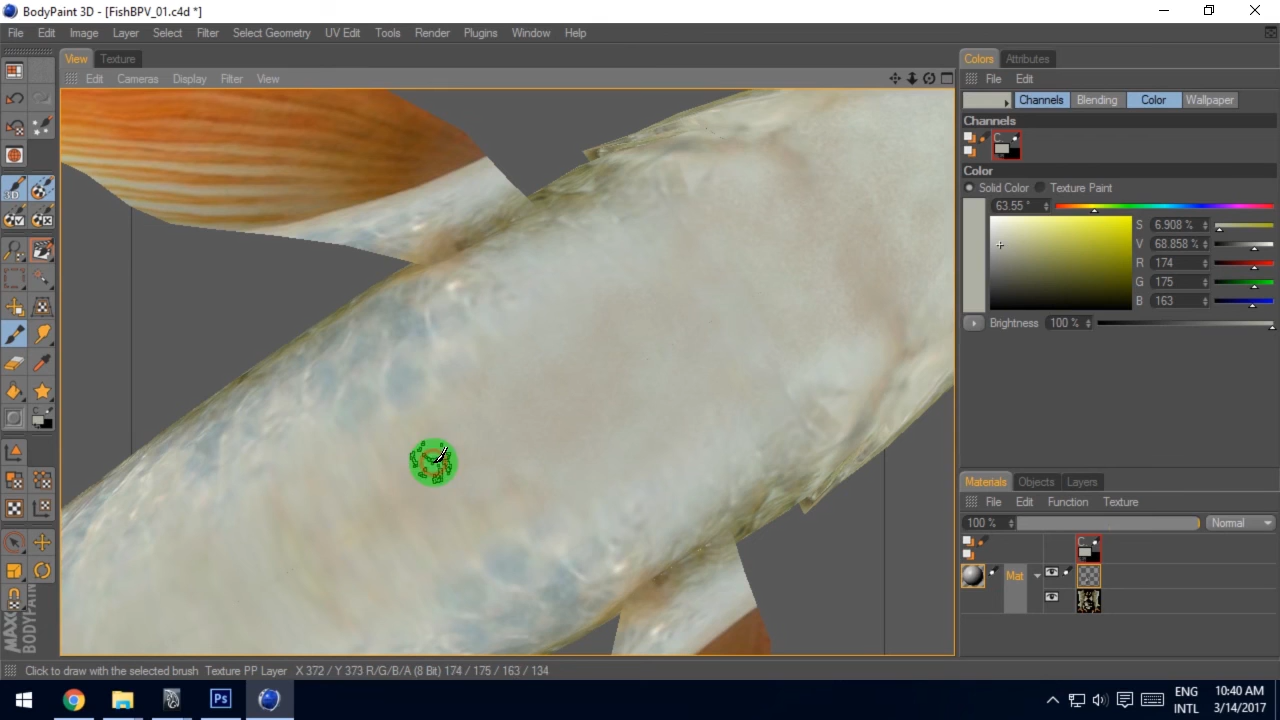 BodyPaint 3D - [FishBPV_01.c4d *]
File Edit Image Layer Select Filter Select Geometry UV Edit Tools Render Plugins Window Help
View Texture
Edit Cameras Display Filter View
Colors Attributes
File Edit
Channels Blending Color Wallpaper
Channels
C...
Color
Solid Color Texture Paint
63.55 °
S 6.908 %
V 68.858 %
R 174
G 175
B 163
Brightness 100 %
3D
C...
Materials Objects Layers
File Edit Function Texture
100 % Normal
C...
Mat
MAXON
BODYPAINT
Click to draw with the selected brush Texture PP Layer X 372 / Y 373 R/G/B/A (8 Bit) 174 / 175 / 163 / 134
Ps
ENG
INTL
10:40 AM
3/14/2017